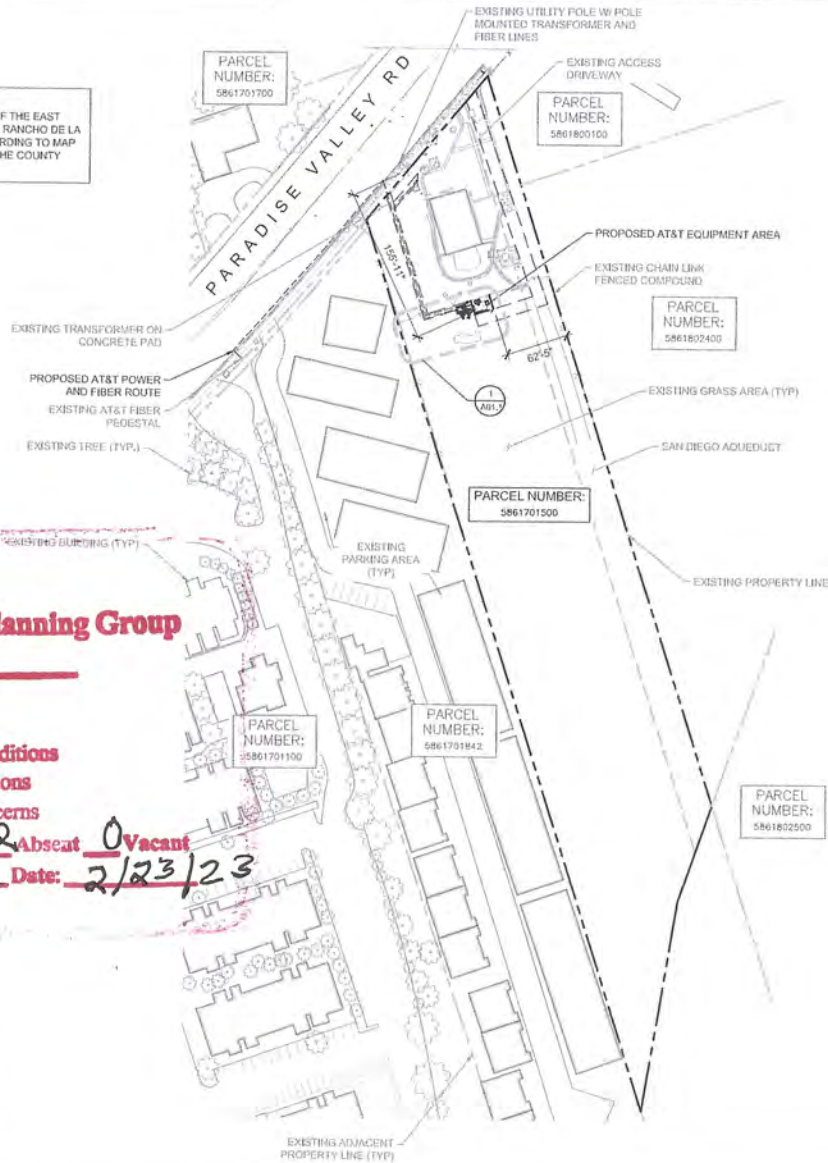 EXISTING UTILITY POLE W/ POLE
MOUNTED TRANSFORMER AND
FIBER LINES
EXISTING ACCESS
DRIVEWAY
PARCEL
NUMBER:
5861701700
PARCEL
NUMBER:
5861800100
F THE EAST
RANCHO DE LA
RDING TO MAP
HE COUNTY
PARADISE VALLEY RD
PROPOSED AT&T EQUIPMENT AREA
155'-11"
EXISTING CHAIN LINK
FENCED COMPOUND
PARCEL
NUMBER:
5861802400
EXISTING TRANSFORMER ON
CONCRETE PAD
62'-5"
PROPOSED AT&T POWER
AND FIBER ROUTE
EXISTING AT&T FIBER
PEDESTAL
1
A01.1
EXISTING GRASS AREA (TYP)
EXISTING TREE (TYP.)
SAN DIEGO AQUEDUCT
PARCEL NUMBER:
5861701500
EXISTING BUILDING (TYP)
EXISTING
PARKING AREA
(TYP)
EXISTING PROPERTY LINE
lanning Group
PARCEL
NUMBER:
5861701100
PARCEL
NUMBER:
5861701842
ditions
ons
cerns
2 Absent 0 Vacant
Date: 2/23/23
PARCEL
NUMBER:
5861802500
EXISTING ADJACENT
PROPERTY LINE (TYP)